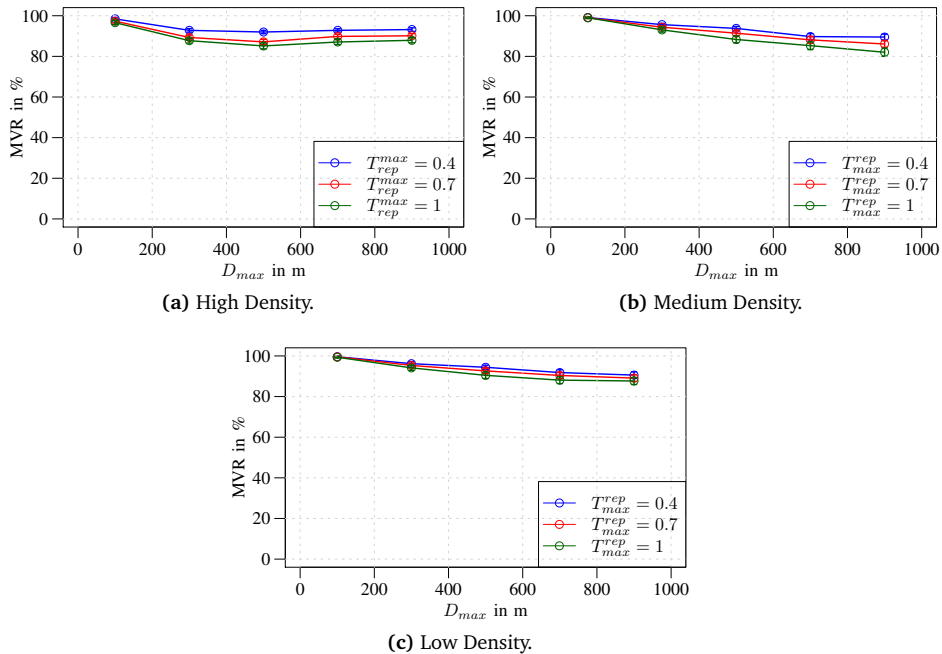 100
80
60
40
20
0
MVR in %
0 200 400 600 800 1000
D_max in m
T_rep^max = 0.4
T_rep^max = 0.7
T_rep^max = 1
(a) High Density.
100
80
60
40
20
0
MVR in %
0 200 400 600 800 1000
D_max in m
T_max^rep = 0.4
T_max^rep = 0.7
T_max^rep = 1
(b) Medium Density.
100
80
60
40
20
0
MVR in %
0 200 400 600 800 1000
D_max in m
T_max^rep = 0.4
T_max^rep = 0.7
T_max^rep = 1
(c) Low Density.